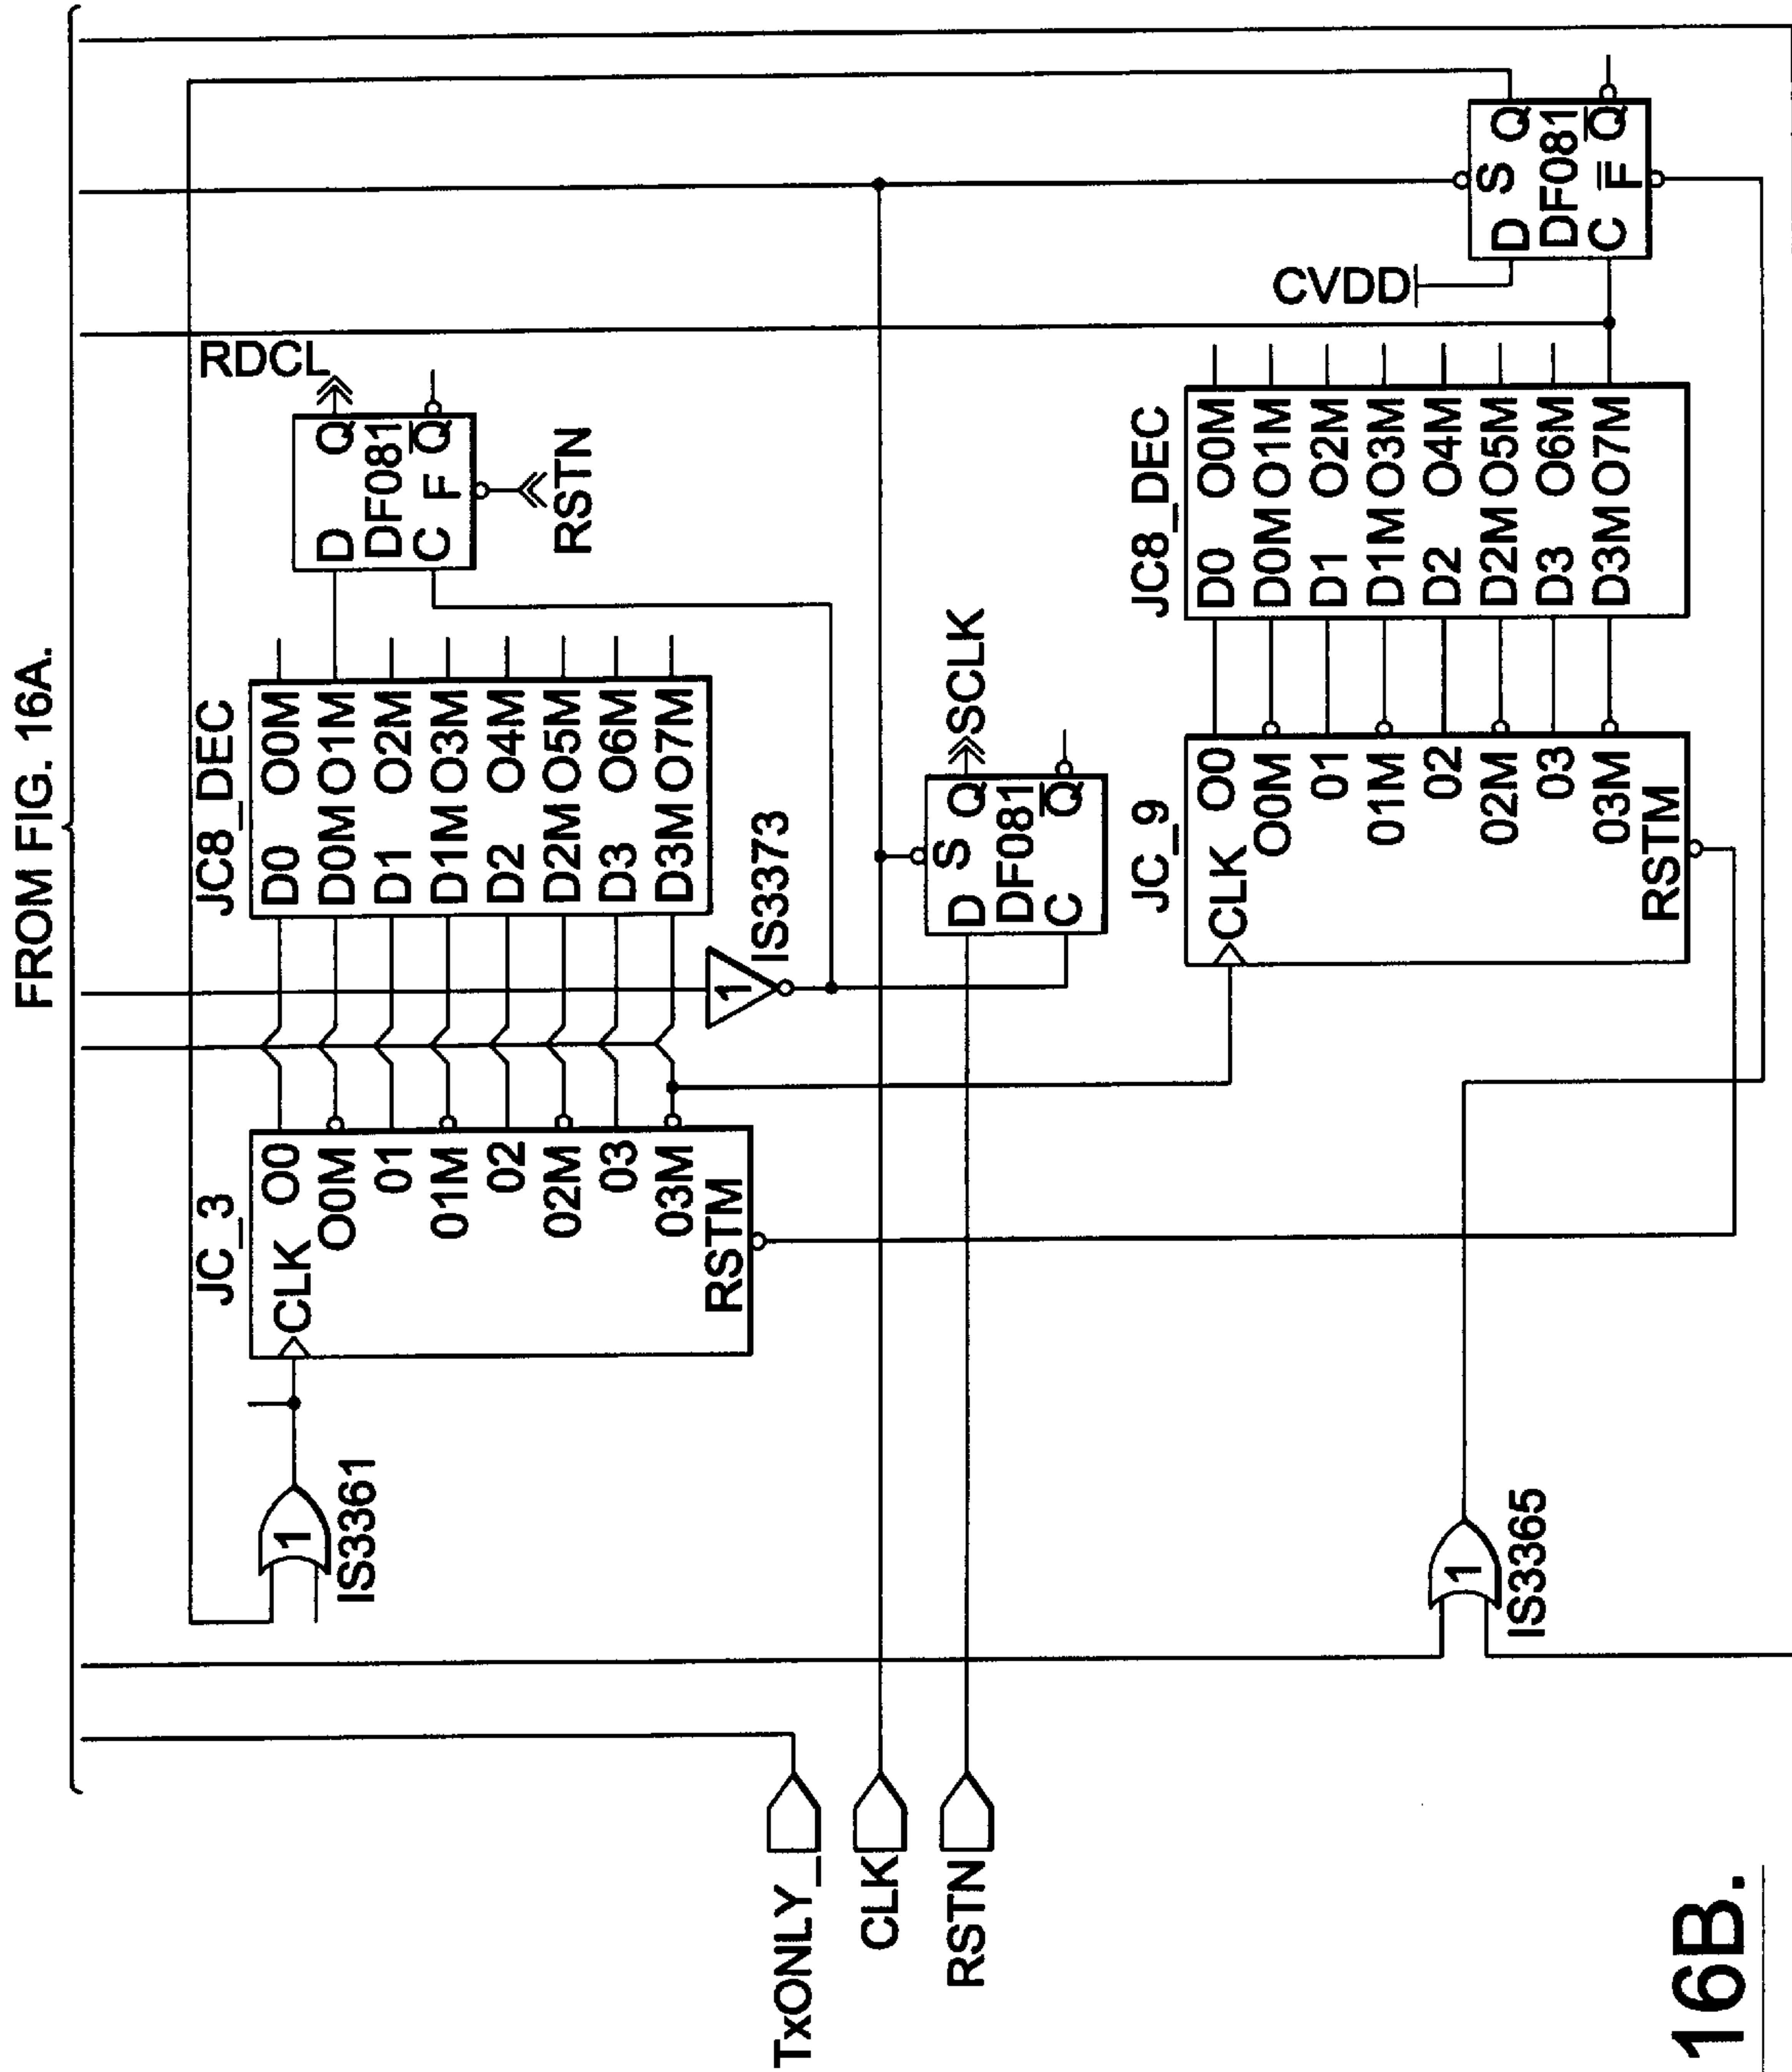 FROM FIG. 16A.
JC_3
CLK
O0
O0M
01
01M
02
02M
03
03M
RSTM
JC8_DEC
D0 O0M
D0M O1M
D1 O2M
D1M O3M
D2 O4M
D2M O5M
D3 O6M
D3M O7M
RDCL
D Q
DF081
C F Q
RSTN
IS3361
IS3373
SCLK
D S Q
DF081
C Q
TxONLY_
CLK
RSTN
JC_9
CLK
O0
O0M
01
01M
02
02M
03
03M
RSTM
JC8_DEC
D0 O0M
D0M O1M
D1 O2M
D1M O3M
D2 O4M
D2M O5M
D3 O6M
D3M O7M
CVDD
D S Q
DF081
C F Q
IS3365
1
1
1
16B.